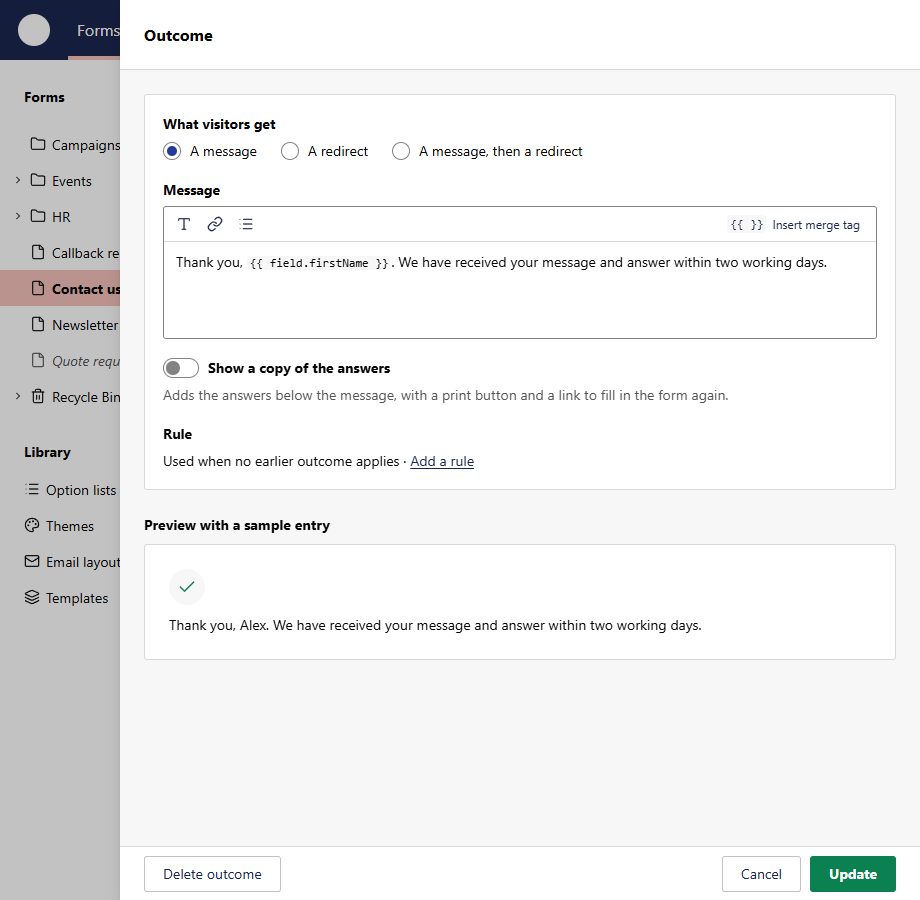 Forms
Outcome
Forms
Campaigns
Events
HR
Callback re
Contact us
Newsletter
Quote requ
Recycle Bin
Library
Option lists
Themes
Email layout
Templates
What visitors get
A message
A redirect
A message, then a redirect
Message
{{ }} Insert merge tag
Thank you, {{ field.firstName }}. We have received your message and answer within two working days.
Show a copy of the answers
Adds the answers below the message, with a print button and a link to fill in the form again.
Rule
Used when no earlier outcome applies · Add a rule
Preview with a sample entry
Thank you, Alex. We have received your message and answer within two working days.
Delete outcome
Cancel
Update